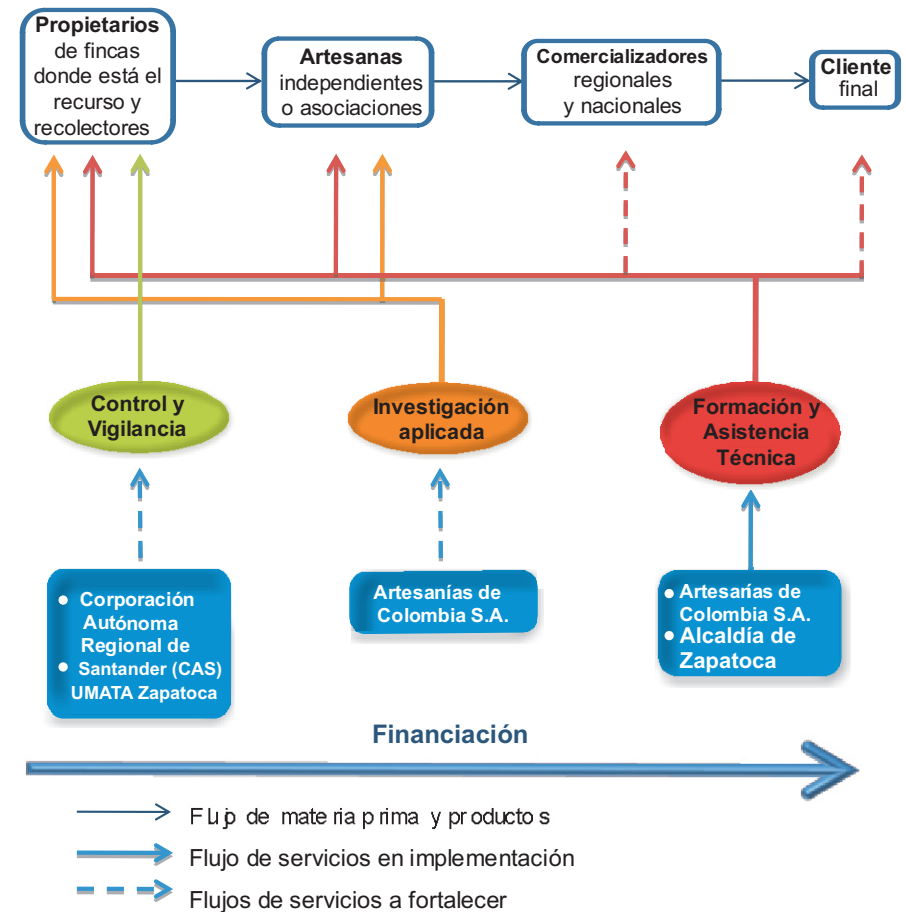 Propietarios
de fincas
donde está el
recurso y
recolectores
Artesanas
independientes
o asociaciones
Comercializadores
regionales
y nacionales
Cliente
final
Control y
Vigilancia
Investigación
aplicada
Formación y
Asistencia
Técnica
• Corporación
Autónoma
Regional de
• Santander (CAS)
UMATA Zapatoca
Artesanías de
Colombia S.A.
• Artesanías de
Colombia S.A.
• Alcaldía de
Zapatoca
Financiación
Flujo de materia prima y productos
Flujo de servicios en implementación
Flujos de servicios a fortalecer